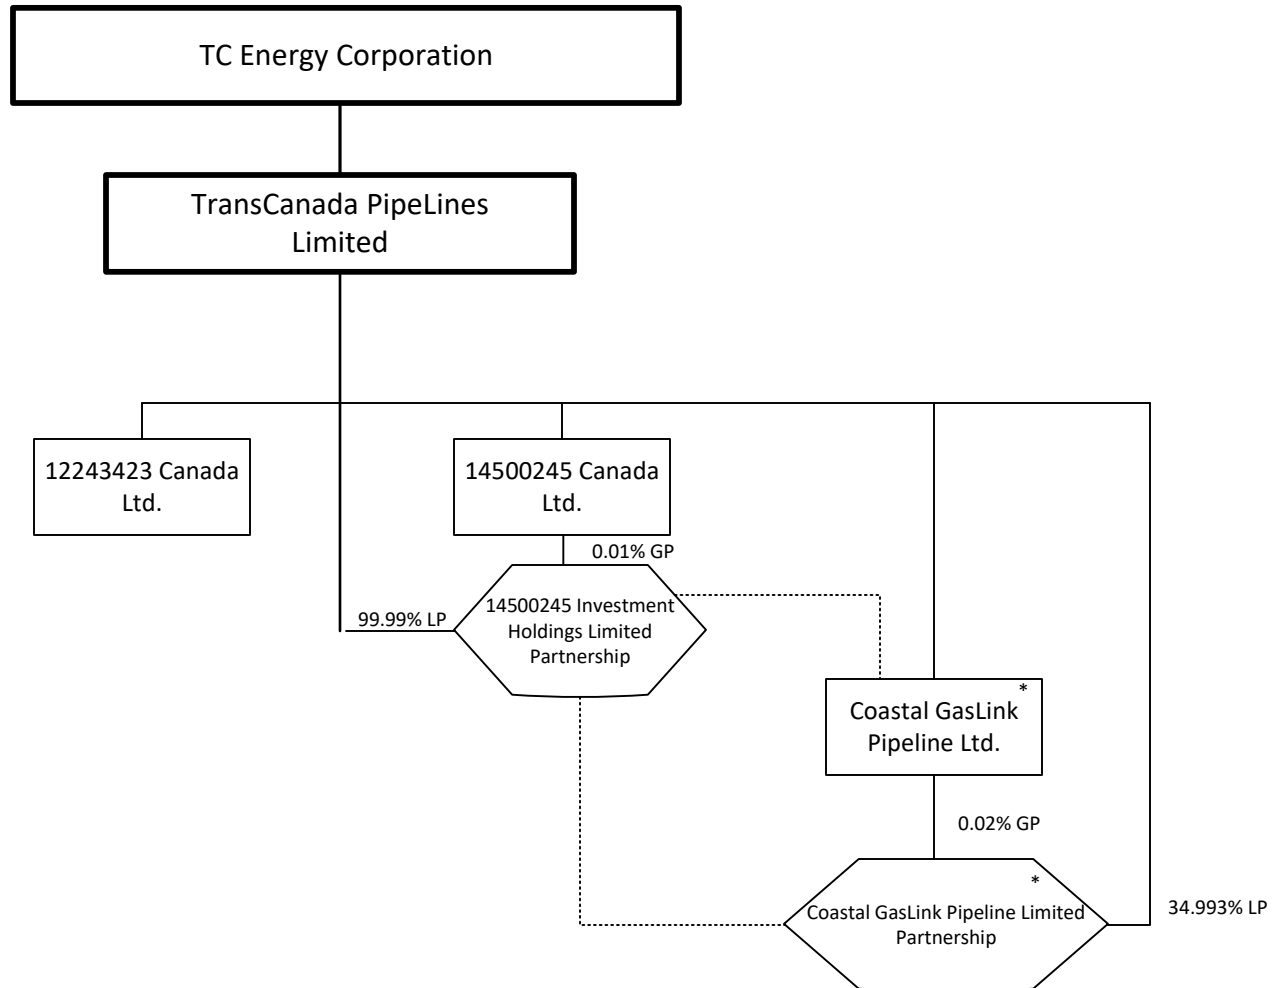 TC Energy Corporation
TransCanada PipeLines
Limited
12243423 Canada
Ltd.
14500245 Canada
Ltd.
0.01% GP
99.99% LP
14500245 Investment
Holdings Limited
Partnership
*
Coastal GasLink
Pipeline Ltd.
0.02% GP
*
Coastal GasLink Pipeline Limited
Partnership
34.993% LP